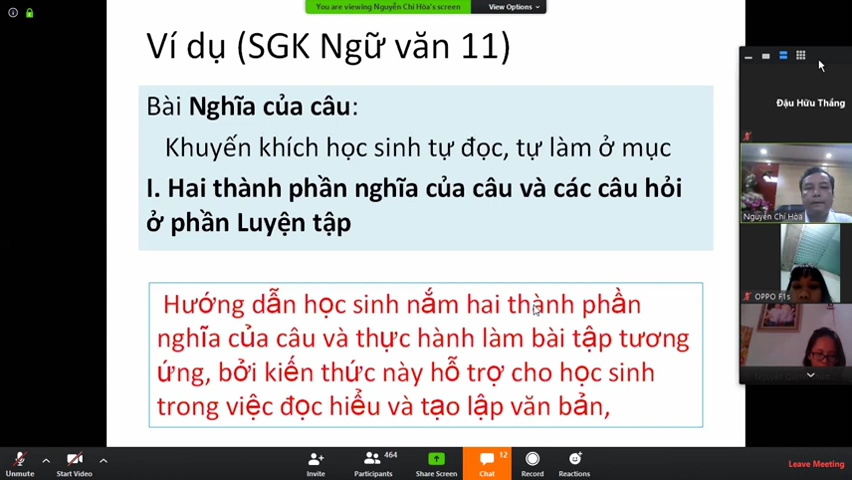 You are viewing Nguyễn Chí Hòa's screen
View Options
Ví dụ (SGK Ngữ văn 11)
Bài Nghĩa của câu:
Khuyến khích học sinh tự đọc, tự làm ở mục
I. Hai thành phần nghĩa của câu và các câu hỏi
ở phần Luyện tập
Hướng dẫn học sinh nắm hai thành phần
nghĩa của câu và thực hành làm bài tập tương
ứng, bởi kiến thức này hỗ trợ cho học sinh
trong việc đọc hiểu và tạo lập văn bản,
Đậu Hữu Thắng
Nguyễn Chí Hòa
OPPO F1s
Unmute
Start Video
Invite
464
Participants
Share Screen
12
Chat
Record
Reactions
Leave Meeting